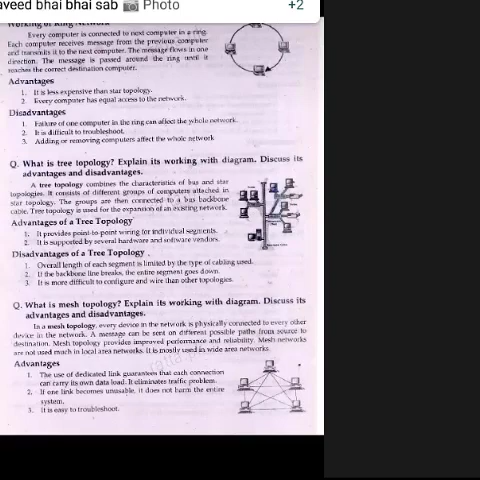 aveed bhai bhai sab 📷 Photo +2
Working of Ring Network
Every computer is connected to next computer in a ring.
Each computer receives message from the previous computer
and transmits it to the next computer. The message flows in one
direction. The message is passed around the ring until it
reaches the correct destination computer.
Advantages
1. It is less expensive than star topology.
2. Every computer has equal access to the network.
Disadvantages
1. Failure of one computer in the ring can affect the whole network.
2. It is difficult to troubleshoot.
3. Adding or removing computers affect the whole network
Q. What is tree topology? Explain its working with diagram. Discuss its
advantages and disadvantages.
A tree topology combines the characteristics of bus and star
topologies. It consists of different groups of computers attached in
star topology. The groups are then connected to a bus backbone
cable. Tree topology is used for the expansion of an existing network.
Advantages of a Tree Topology
1. It provides point-to-point wiring for individual segments.
2. It is supported by several hardware and software vendors.
Disadvantages of a Tree Topology
1. Overall length of each segment is limited by the type of cabling used.
2. If the backbone line breaks, the entire segment goes down.
3. It is more difficult to configure and wire than other topologies.
Q. What is mesh topology? Explain its working with diagram. Discuss its
advantages and disadvantages.
In a mesh topology, every device in the network is physically connected to every other
device in the network. A message can be sent on different possible paths from source to
destination. Mesh topology provides improved performance and reliability. Mesh networks
are not used much in local area networks. It is mostly used in wide area networks.
Advantages
1. The use of dedicated link guarantees that each connection
can carry its own data load. It eliminates traffic problem.
2. If one link becomes unusable, it does not harm the entire
system.
3. It is easy to troubleshoot.